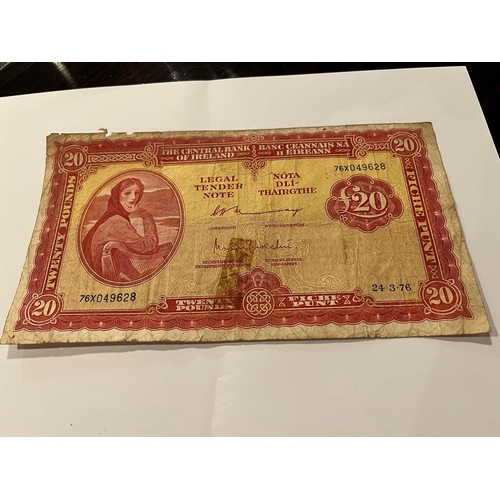 20
THE CENTRAL BANK OF IRELAND
BANC CEANNAIS NA H ÉIREANN
20
76X049628
LEGAL TENDER NOTE
NÓTA DLÍ-THAIRGTHE
£20
TWENTY POUNDS
FICHE PUNT
76X049628
24-3-76
20
TWENTY POUNDS
FICHE PUNT
20